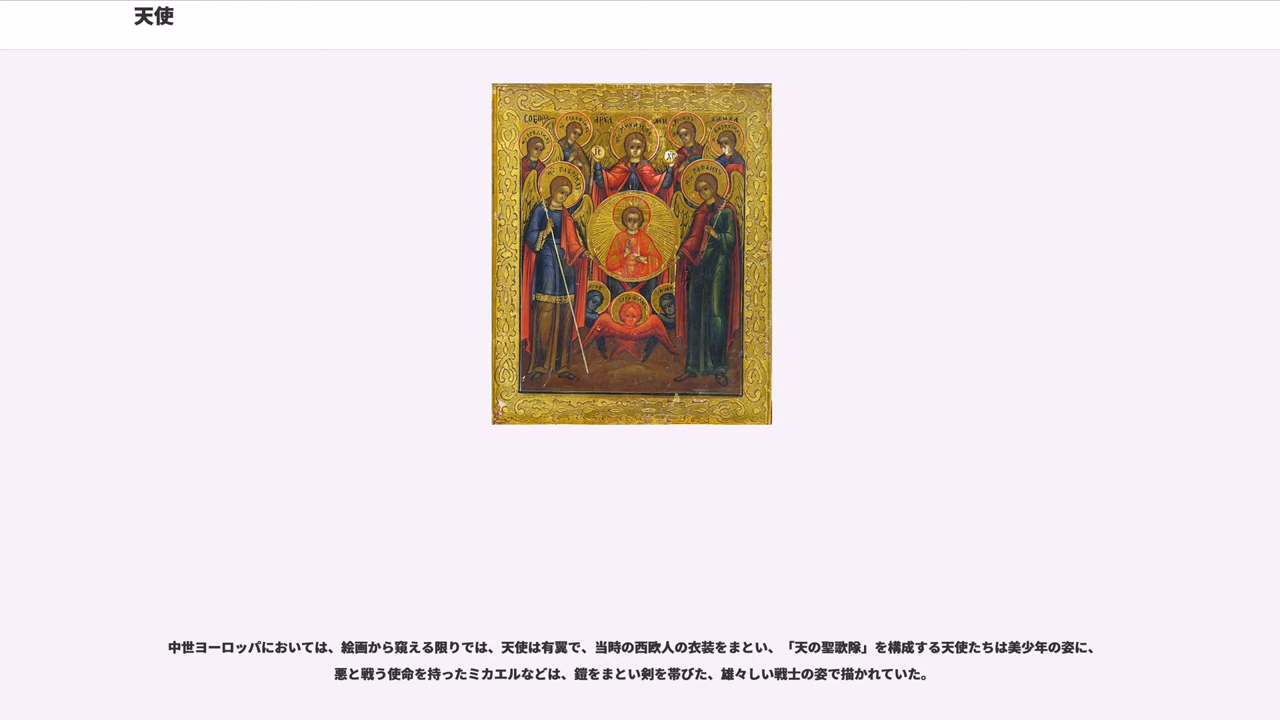 天使
中世ヨーロッパにおいては、絵画から窺える限りでは、天使は有翼で、当時の西欧人の衣装をまとい、「天の聖歌隊」を構成する天使たちは美少年の姿に、
悪と戦う使命を持ったミカエルなどは、鎧をまとい剣を帯びた、雄々しい戦士の姿で描かれていた。